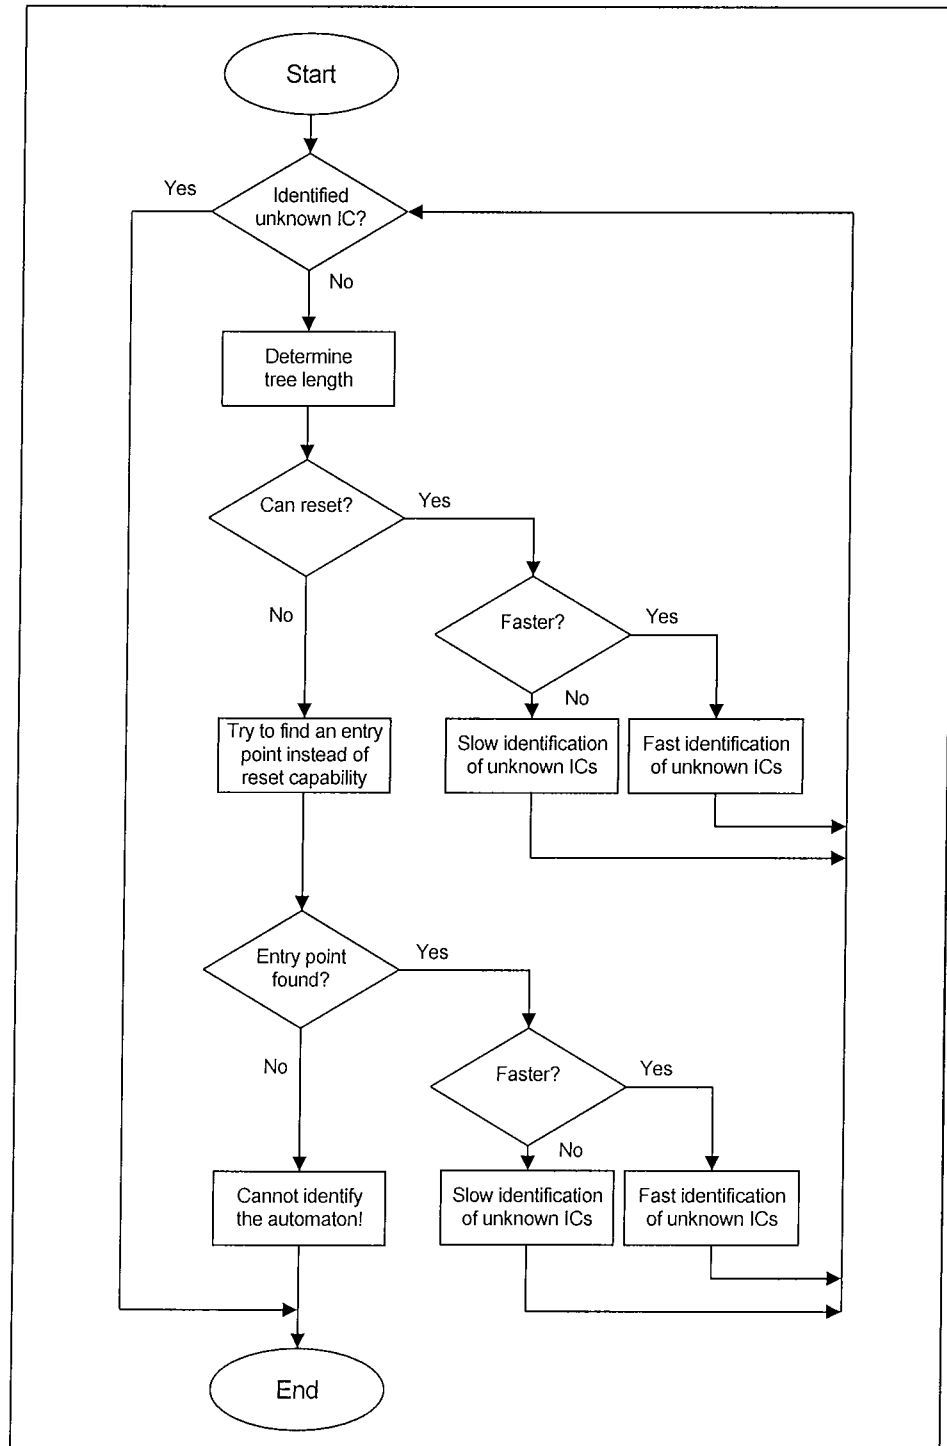 Start
Yes
Identified
unknown IC?
No
Determine
tree length
Can reset?
Yes
No
Faster?
Yes
No
Try to find an entry
point instead of
reset capability
Slow identification
of unknown ICs
Fast identification
of unknown ICs
Entry point
found?
Yes
No
Faster?
Yes
No
Cannot identify
the automaton!
Slow identification
of unknown ICs
Fast identification
of unknown ICs
End